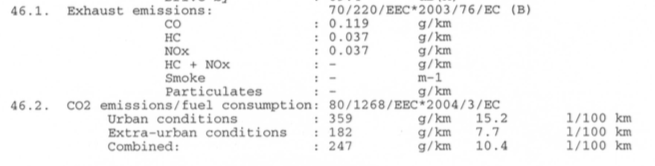 46.1. Exhaust emissions: 70/220/EEC*2003/76/EC (B)
CO : 0.119 g/km
HC : 0.037 g/km
NOx : 0.037 g/km
HC + NOx : - g/km
Smoke : - m-1
Particulates : - g/km
46.2. CO2 emissions/fuel consumption: 80/1268/EEC*2004/3/EC
Urban conditions : 359 g/km 15.2 1/100 km
Extra-urban conditions : 182 g/km 7.7 1/100 km
Combined: : 247 g/km 10.4 1/100 km